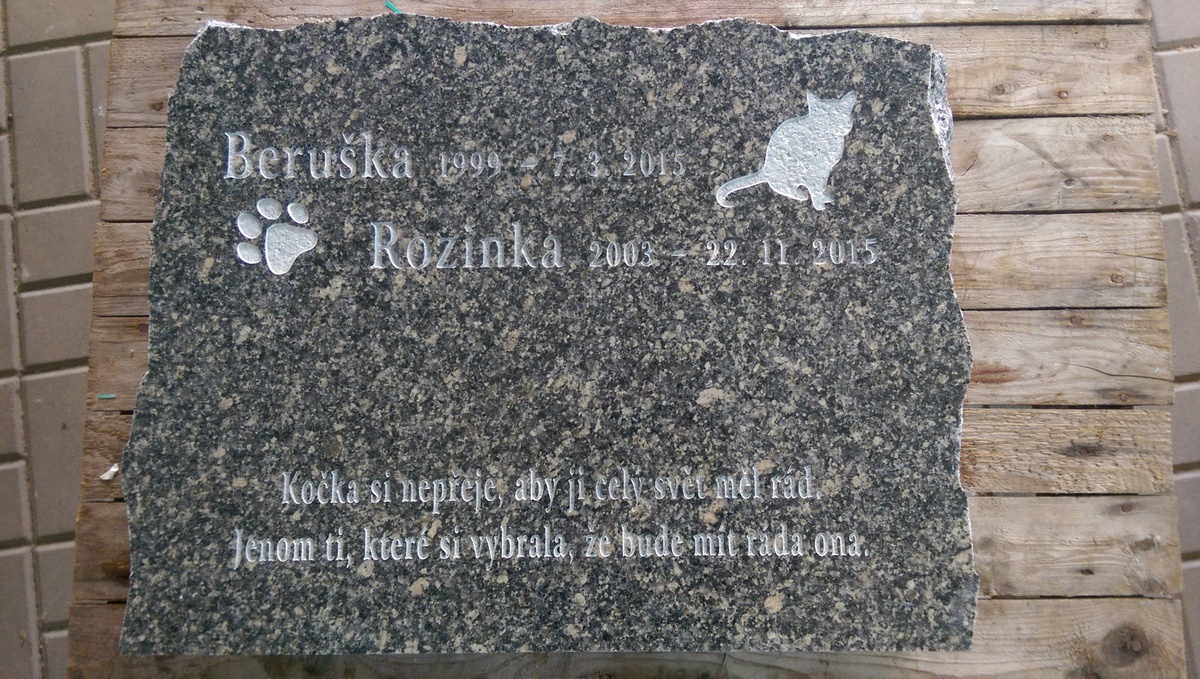 Beruška 1999 - 7. 3. 2015
Rozinka 2003 - 22. 11. 2015
Kočka si nepřeje, aby ji celý svět měl rád.
Jenom ti, které si vybrala, že bude mít ráda ona.